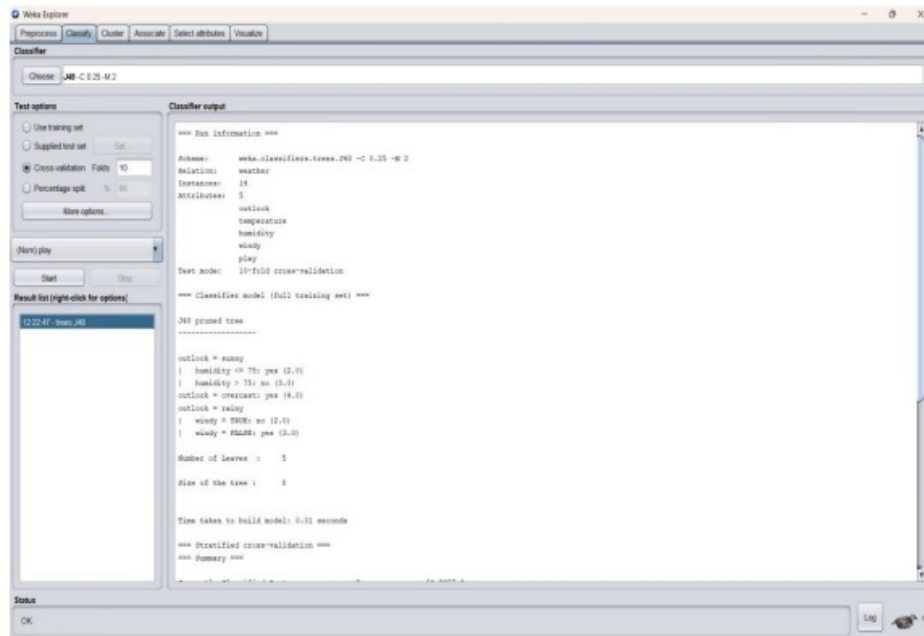 Weka Explorer
Preprocess Classify Cluster Associate Select attributes Visualize
Classifier
Choose J48 -C 0.25 -M 2
Test options
Use training set
Supplied test set Set...
Cross-validation Folds 10
Percentage split % 66
More options...
(Nom) play
Start Stop
Result list (right-click for options)
12:22:47 - trees.J48
Classifier output
=== Run information ===
Scheme: weka.classifiers.trees.J48 -C 0.25 -M 2
Relation: weather
Instances: 14
Attributes: 5
outlook
temperature
humidity
windy
play
Test mode: 10-fold cross-validation
=== Classifier model (full training set) ===
J48 pruned tree
------------------
outlook = sunny
| humidity <= 75: yes (2.0)
| humidity > 75: no (3.0)
outlook = overcast: yes (4.0)
outlook = rainy
| windy = TRUE: no (2.0)
| windy = FALSE: yes (3.0)
Number of Leaves : 5
Size of the tree : 8
Time taken to build model: 0.01 seconds
=== Stratified cross-validation ===
=== Summary ===
Status
OK
Log